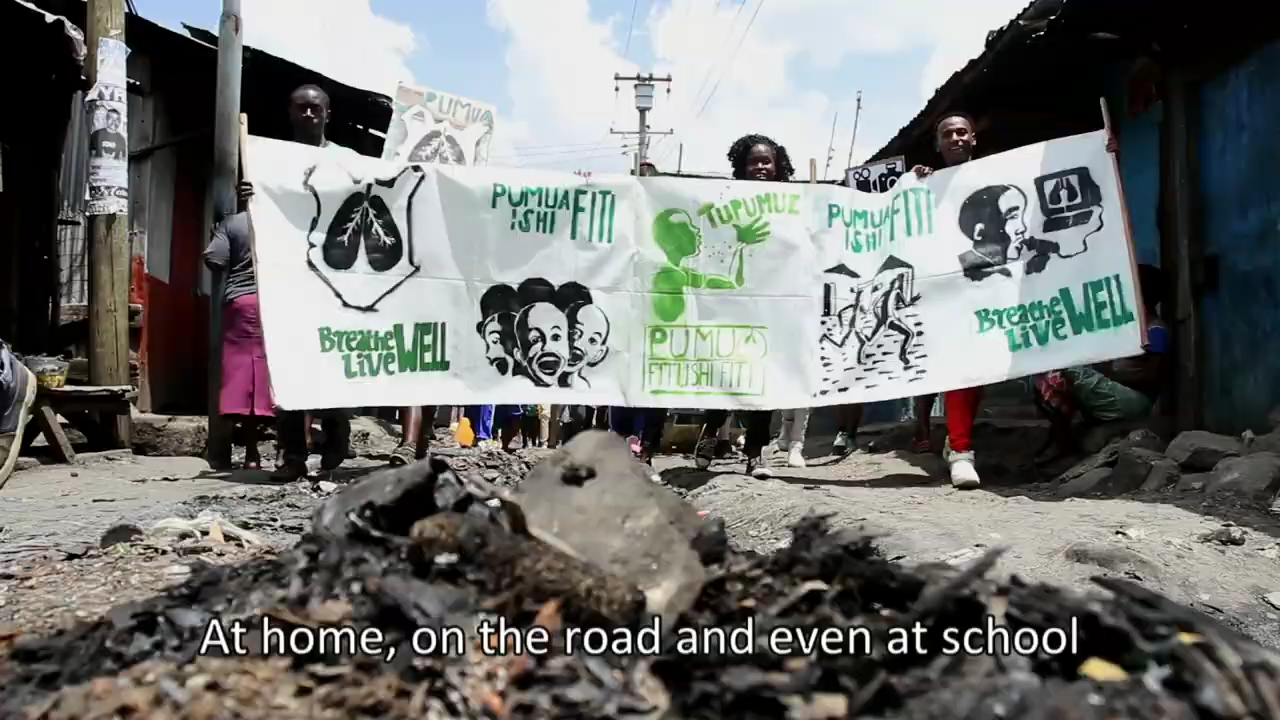 YH
PUMUA
PUMUA FITI
ISHI
TUPUMUE
PUMUA FITI
ISHI
Breathe WELL
Live
PUMUA
FITI ISHI FITI
Breathe WELL
Live
At home, on the road and even at school